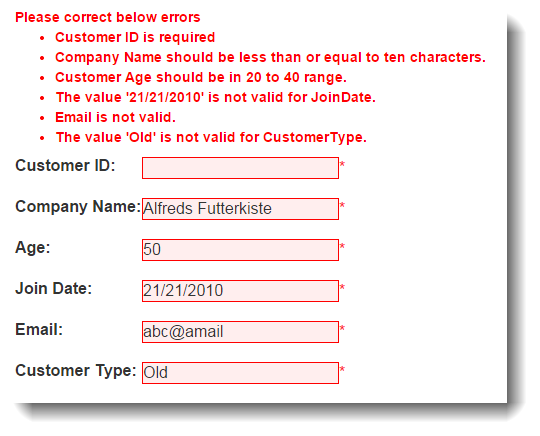 Please correct below errors
• Customer ID is required
• Company Name should be less than or equal to ten characters.
• Customer Age should be in 20 to 40 range.
• The value '21/21/2010' is not valid for JoinDate.
• Email is not valid.
• The value 'Old' is not valid for CustomerType.
Customer ID: *
Company Name: Alfreds Futterkiste *
Age: 50 *
Join Date: 21/21/2010 *
Email: abc@amail *
Customer Type: Old *